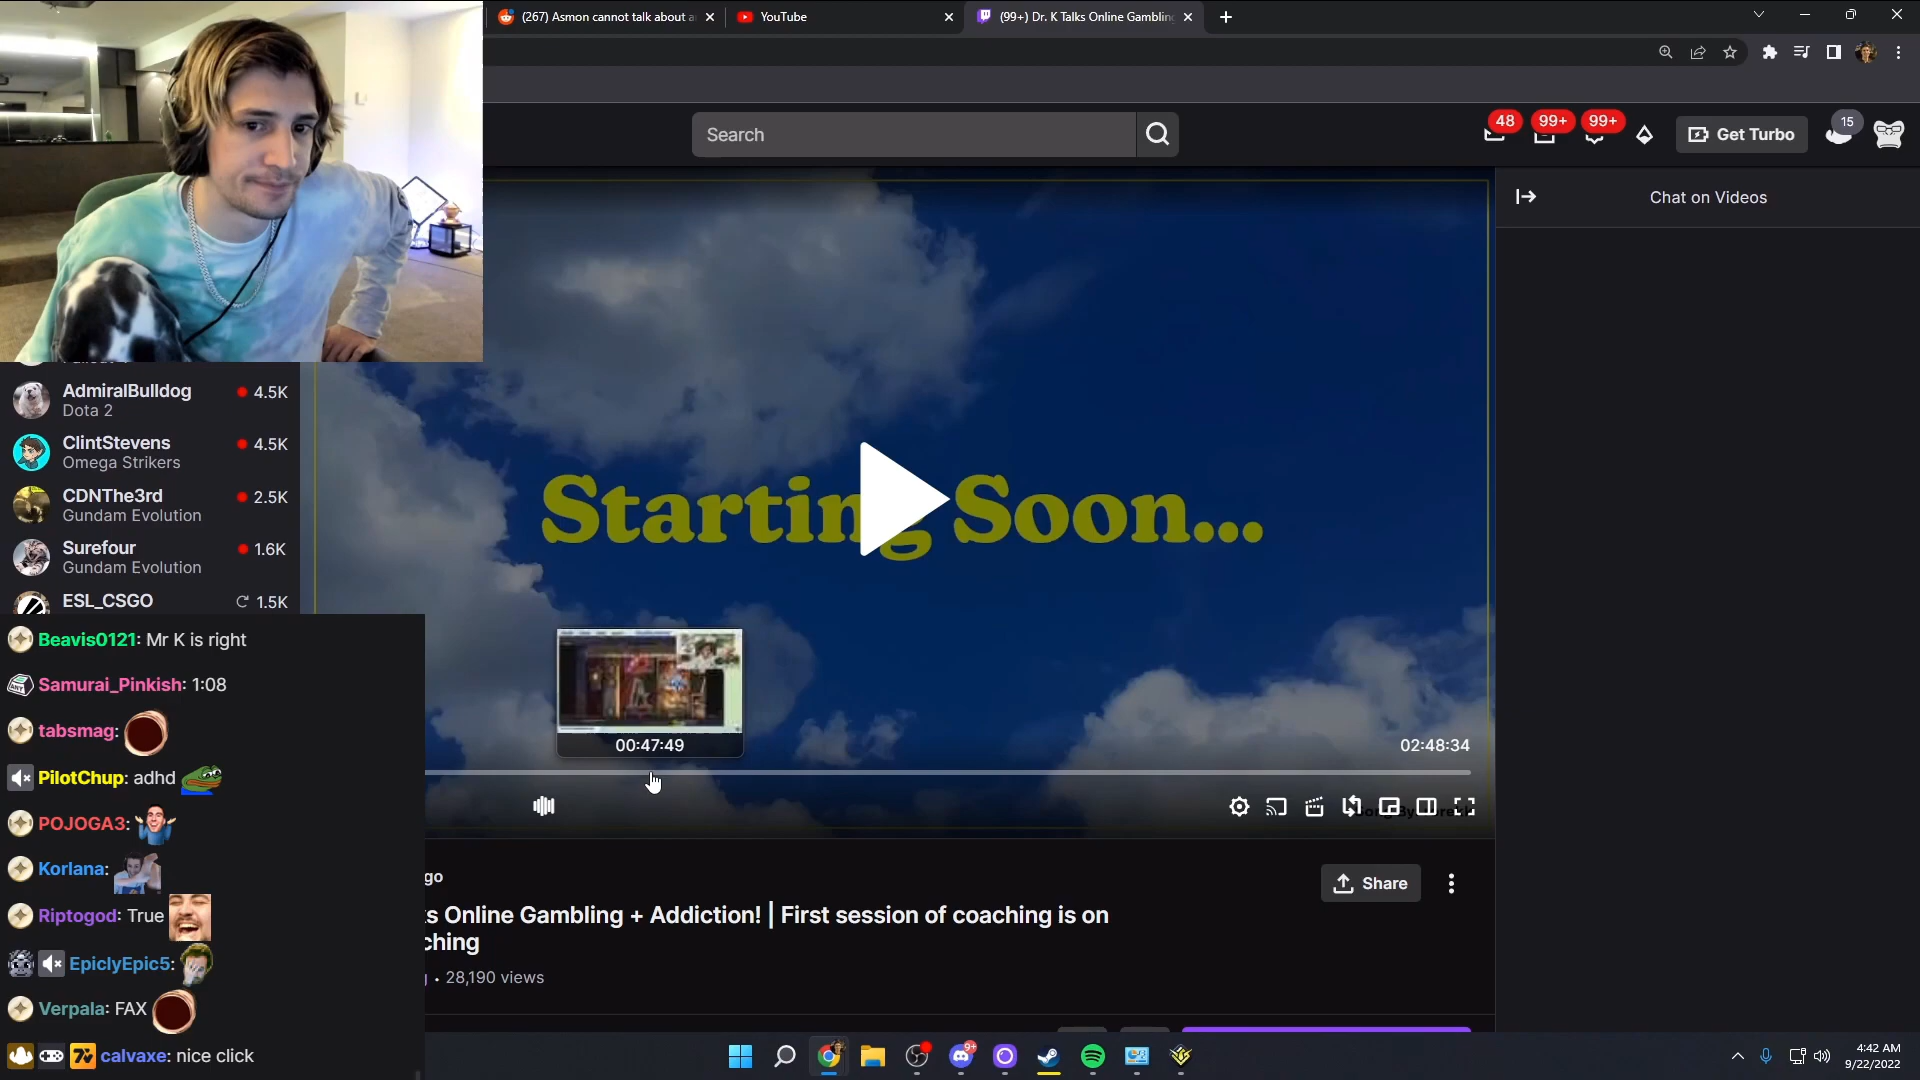 (267) Asmon cannot talk about a
YouTube
(99+) Dr. K Talks Online Gambling
Search
48
99+
99+
Get Turbo
15
Chat on Videos
AdmiralBulldog
4.5K
Dota 2
ClintStevens
4.5K
Omega Strikers
CDNThe3rd
2.5K
Gundam Evolution
Surefour
1.6K
Gundam Evolution
ESL_CSGO
1.5K
Starting Soon...
00:47:49
02:48:34
Beavis0121: Mr K is right
Samurai_Pinkish: 1:08
tabsmag:
PilotChup: adhd
POJOGA3:
Korlana:
Riptogod: True
EpiclyEpic5:
Verpala: FAX
calvaxe: nice click
go
Share
ks Online Gambling + Addiction! | First session of coaching is on
ching
• 28,190 views
9+
4:42 AM
9/22/2022